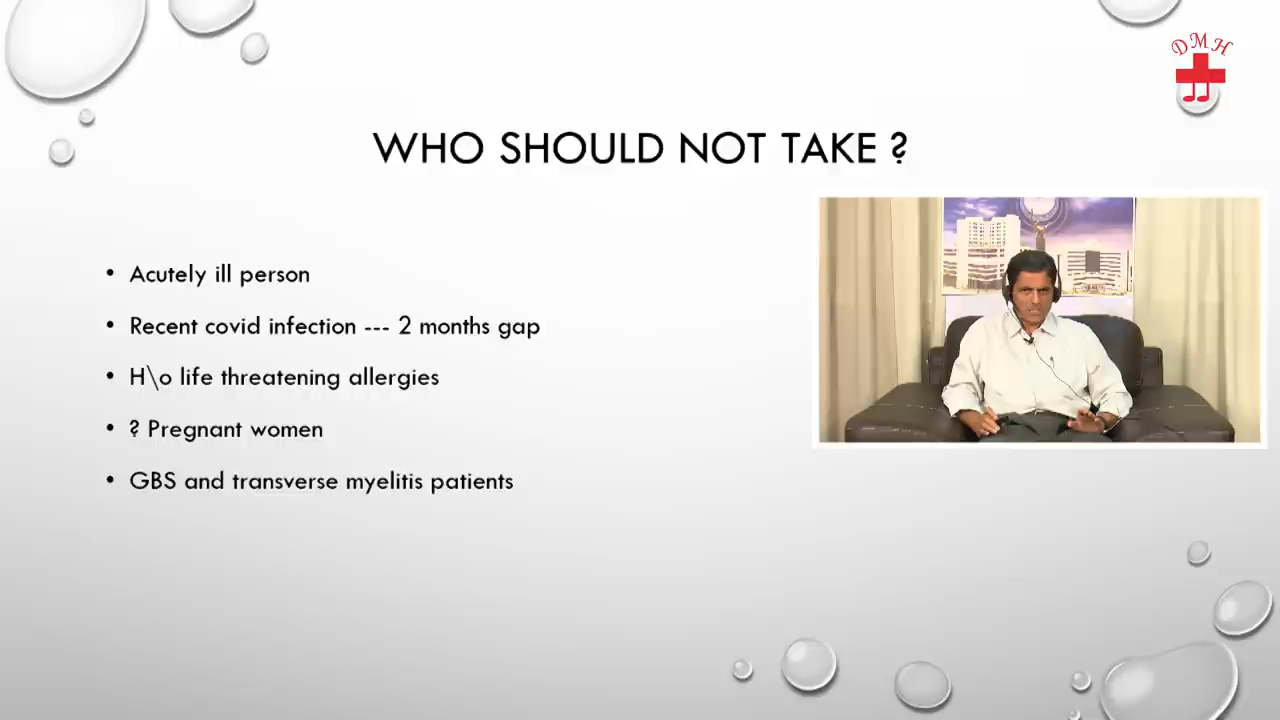 DMH
WHO SHOULD NOT TAKE ?
• Acutely ill person
• Recent covid infection --- 2 months gap
• H\o life threatening allergies
• ? Pregnant women
• GBS and transverse myelitis patients